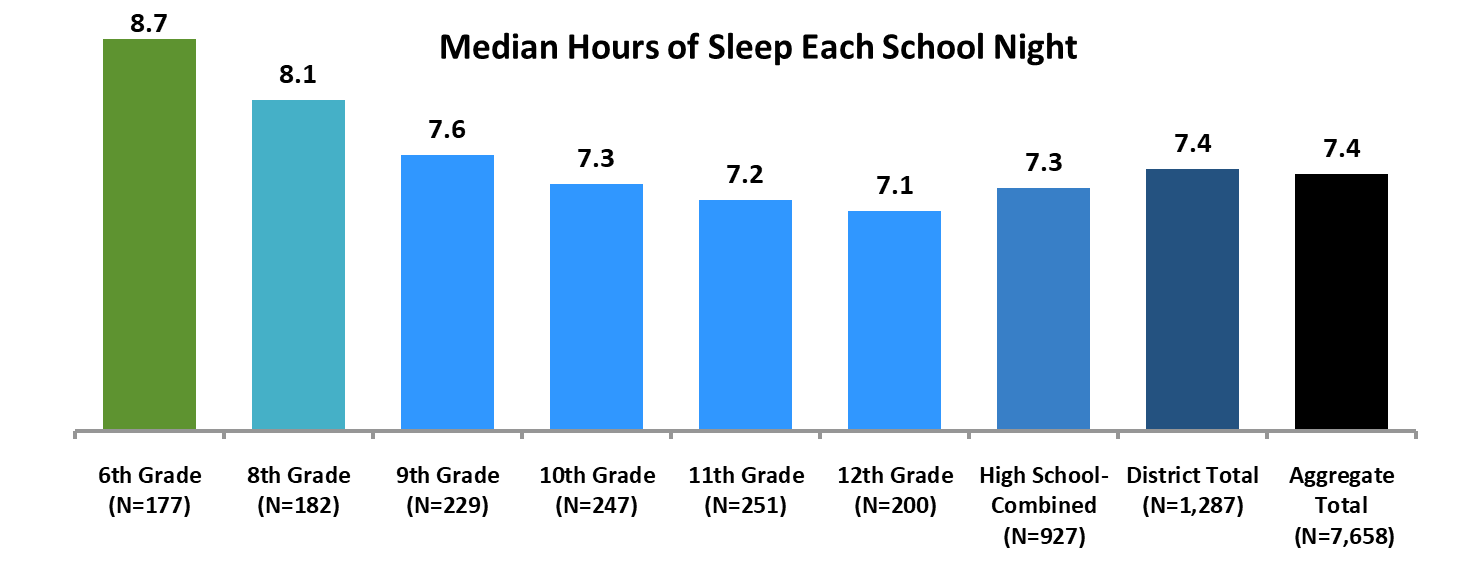 Median Hours of Sleep Each School Night
8.7
8.1
7.6
7.3
7.2
7.1
7.3
7.4
7.4
6th Grade
(N=177)
8th Grade
(N=182)
9th Grade
(N=229)
10th Grade
(N=247)
11th Grade
(N=251)
12th Grade
(N=200)
High School-
Combined
(N=927)
District Total
(N=1,287)
Aggregate
Total
(N=7,658)